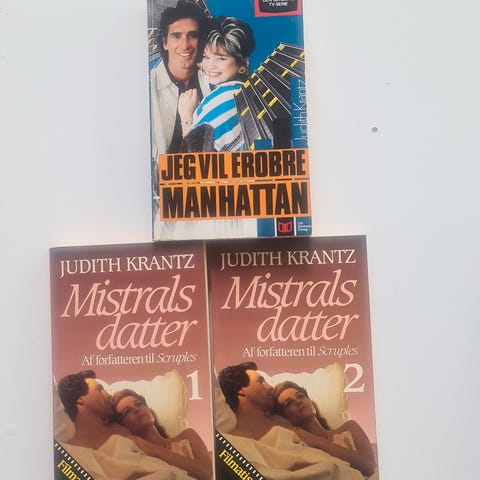 TV-SERIE
Judith Krantz
JEG VIL EROBRE
MANHATTAN
JUDITH KRANTZ
Mistrals
datter
Af forfatteren til Scruples
1
JUDITH KRANTZ
Mistrals
datter
Af forfatteren til Scruples
2